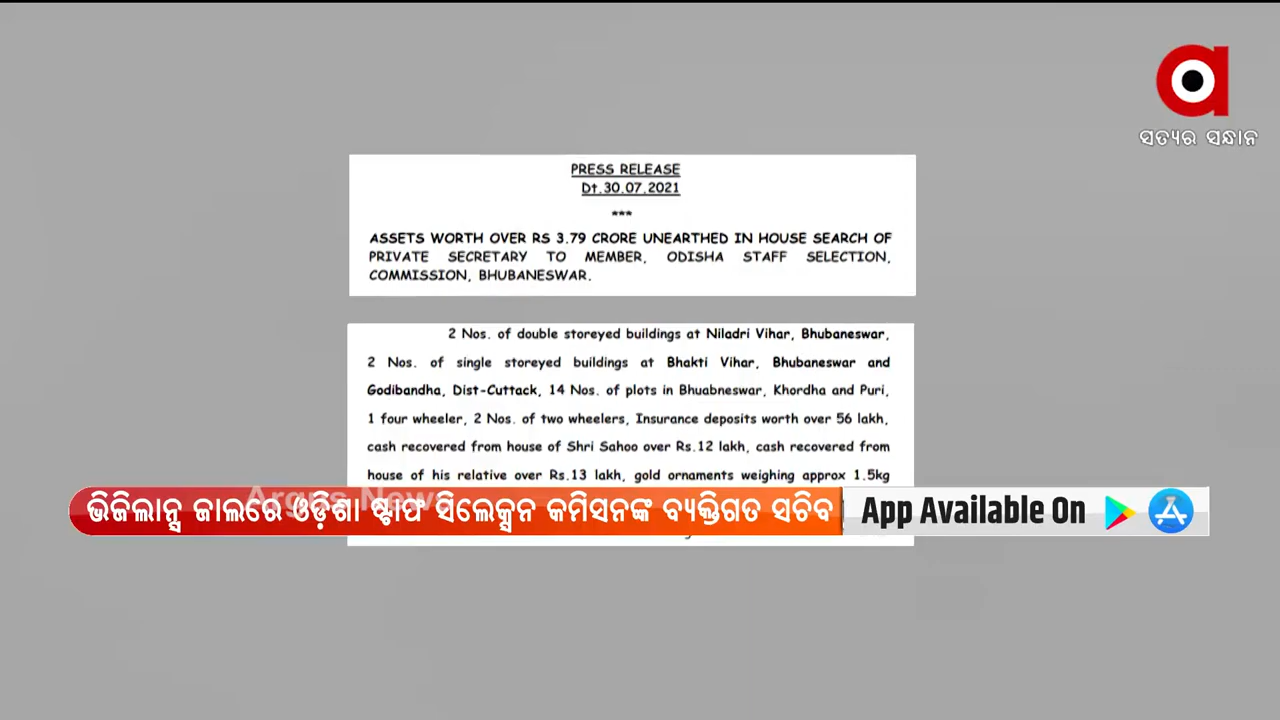 ସତ୍ୟର ସନ୍ଧାନ
PRESS RELEASE
Dt.30.07.2021
***
ASSETS WORTH OVER RS 3.79 CRORE UNEARTHED IN HOUSE SEARCH OF
PRIVATE SECRETARY TO MEMBER, ODISHA STAFF SELECTION,
COMMISSION, BHUBANESWAR.
2 Nos. of double storeyed buildings at Niladri Vihar, Bhubaneswar,
2 Nos. of single storeyed buildings at Bhakti Vihar, Bhubaneswar and
Godibandha, Dist-Cuttack, 14 Nos. of plots in Bhuabneswar, Khordha and Puri,
1 four wheeler, 2 Nos. of two wheelers, Insurance deposits worth over 56 lakh,
cash recovered from house of Shri Sahoo over Rs.12 lakh, cash recovered from
house of his relative over Rs.13 lakh, gold ornaments weighing approx 1.5kg
Argus News
ଭିଜିଲାନ୍ସ ଜାଲରେ ଓଡ଼ିଶା ଷ୍ଟାଫ ସିଲେକ୍ସନ କମିସନଙ୍କ ବ୍ୟକ୍ତିଗତ ସଚିବ
App Available On